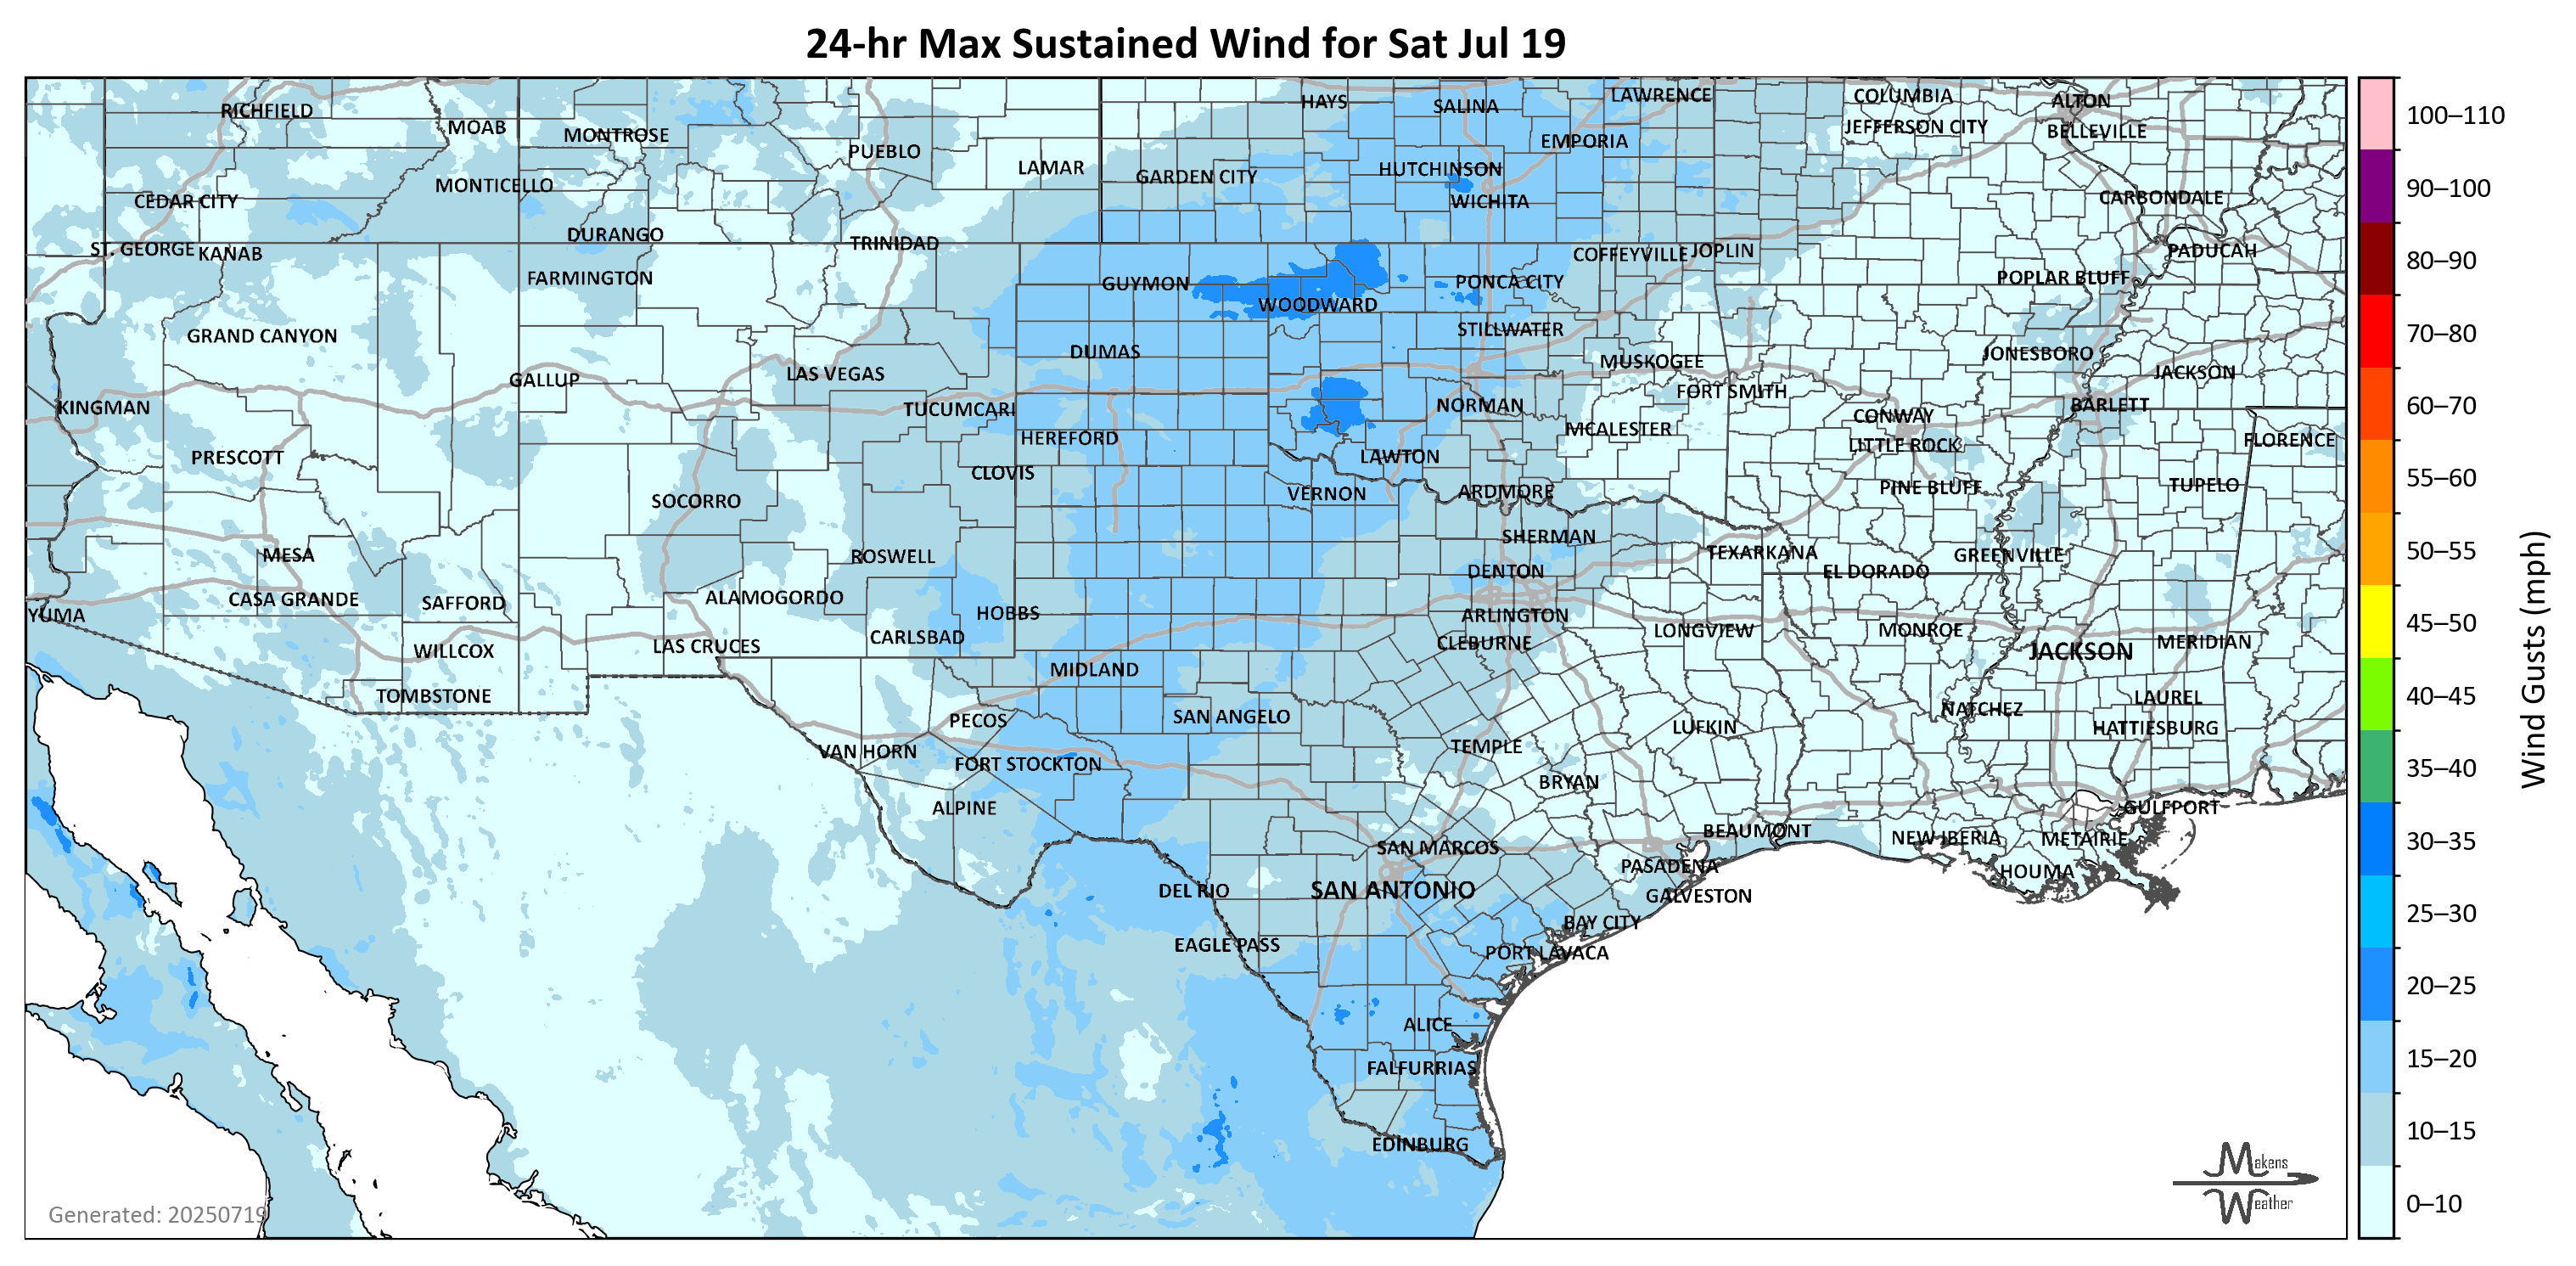 24-hr Max Sustained Wind for Sat Jul 19
RICHFIELD
MOAB
MONTROSE
PUEBLO
LAMAR
HAYS
SALINA
LAWRENCE
COLUMBIA
ALTON
JEFFERSON CITY
BELLEVILLE
EMPORIA
HUTCHINSON
GARDEN CITY
MONTICELLO
CEDAR CITY
WICHITA
CARBONDALE
DURANGO
TRINIDAD
ST. GEORGE
KANAB
COFFEYVILLE
JOPLIN
PADUCAH
FARMINGTON
GUYMON
PONCA CITY
POPLAR BLUFF
WOODWARD
GRAND CANYON
STILLWATER
DUMAS
MUSKOGEE
JONESBORO
GALLUP
LAS VEGAS
JACKSON
FORT SMITH
KINGMAN
TUCUMCARI
NORMAN
BARLETT
CONWAY
HEREFORD
MCALESTER
LITTLE ROCK
FLORENCE
PRESCOTT
CLOVIS
LAWTON
SOCORRO
VERNON
ARDMORE
PINE BLUFF
TUPELO
MESA
ROSWELL
SHERMAN
TEXARKANA
GREENVILLE
DENTON
EL DORADO
YUMA
CASA GRANDE
SAFFORD
ALAMOGORDO
HOBBS
ARLINGTON
CARLSBAD
CLEBURNE
LONGVIEW
MONROE
WILLCOX
LAS CRUCES
JACKSON
MERIDIAN
MIDLAND
TOMBSTONE
LAUREL
PECOS
SAN ANGELO
NATCHEZ
LUFKIN
HATTIESBURG
VAN HORN
FORT STOCKTON
TEMPLE
BRYAN
ALPINE
GULFPORT
BEAUMONT
NEW IBERIA
METAIRIE
SAN MARCOS
PASADENA
HOUMA
DEL RIO
SAN ANTONIO
GALVESTON
BAY CITY
EAGLE PASS
PORT LAVACA
ALICE
FALFURRIAS
EDINBURG
Generated: 20250719
Makens
Weather
100–110
90–100
80–90
70–80
60–70
55–60
50–55
45–50
40–45
35–40
30–35
25–30
20–25
15–20
10–15
0–10
Wind Gusts (mph)